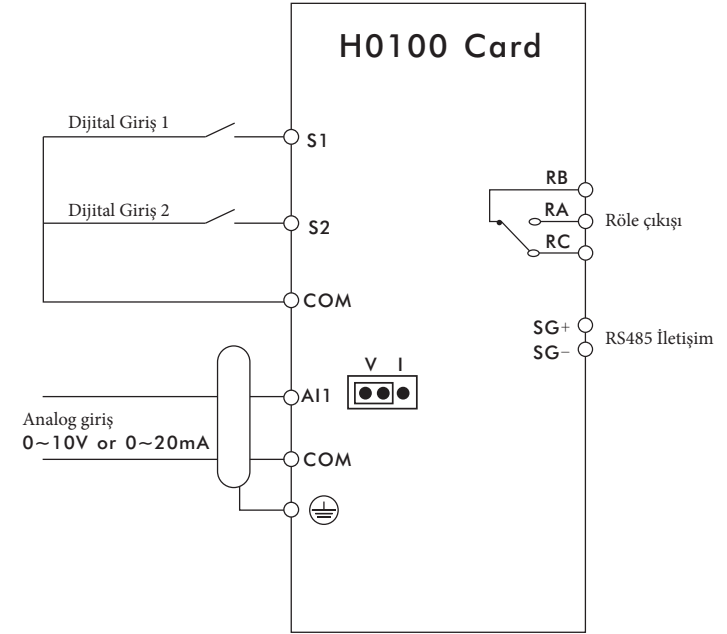 H0100 Card
Dijital Giriş 1
S1
Dijital Giriş 2
S2
COM
RB
RA
RC
Röle çıkışı
SG+
SG−
RS485 İletişim
V I
AI1
Analog giriş
0~10V or 0~20mA
COM